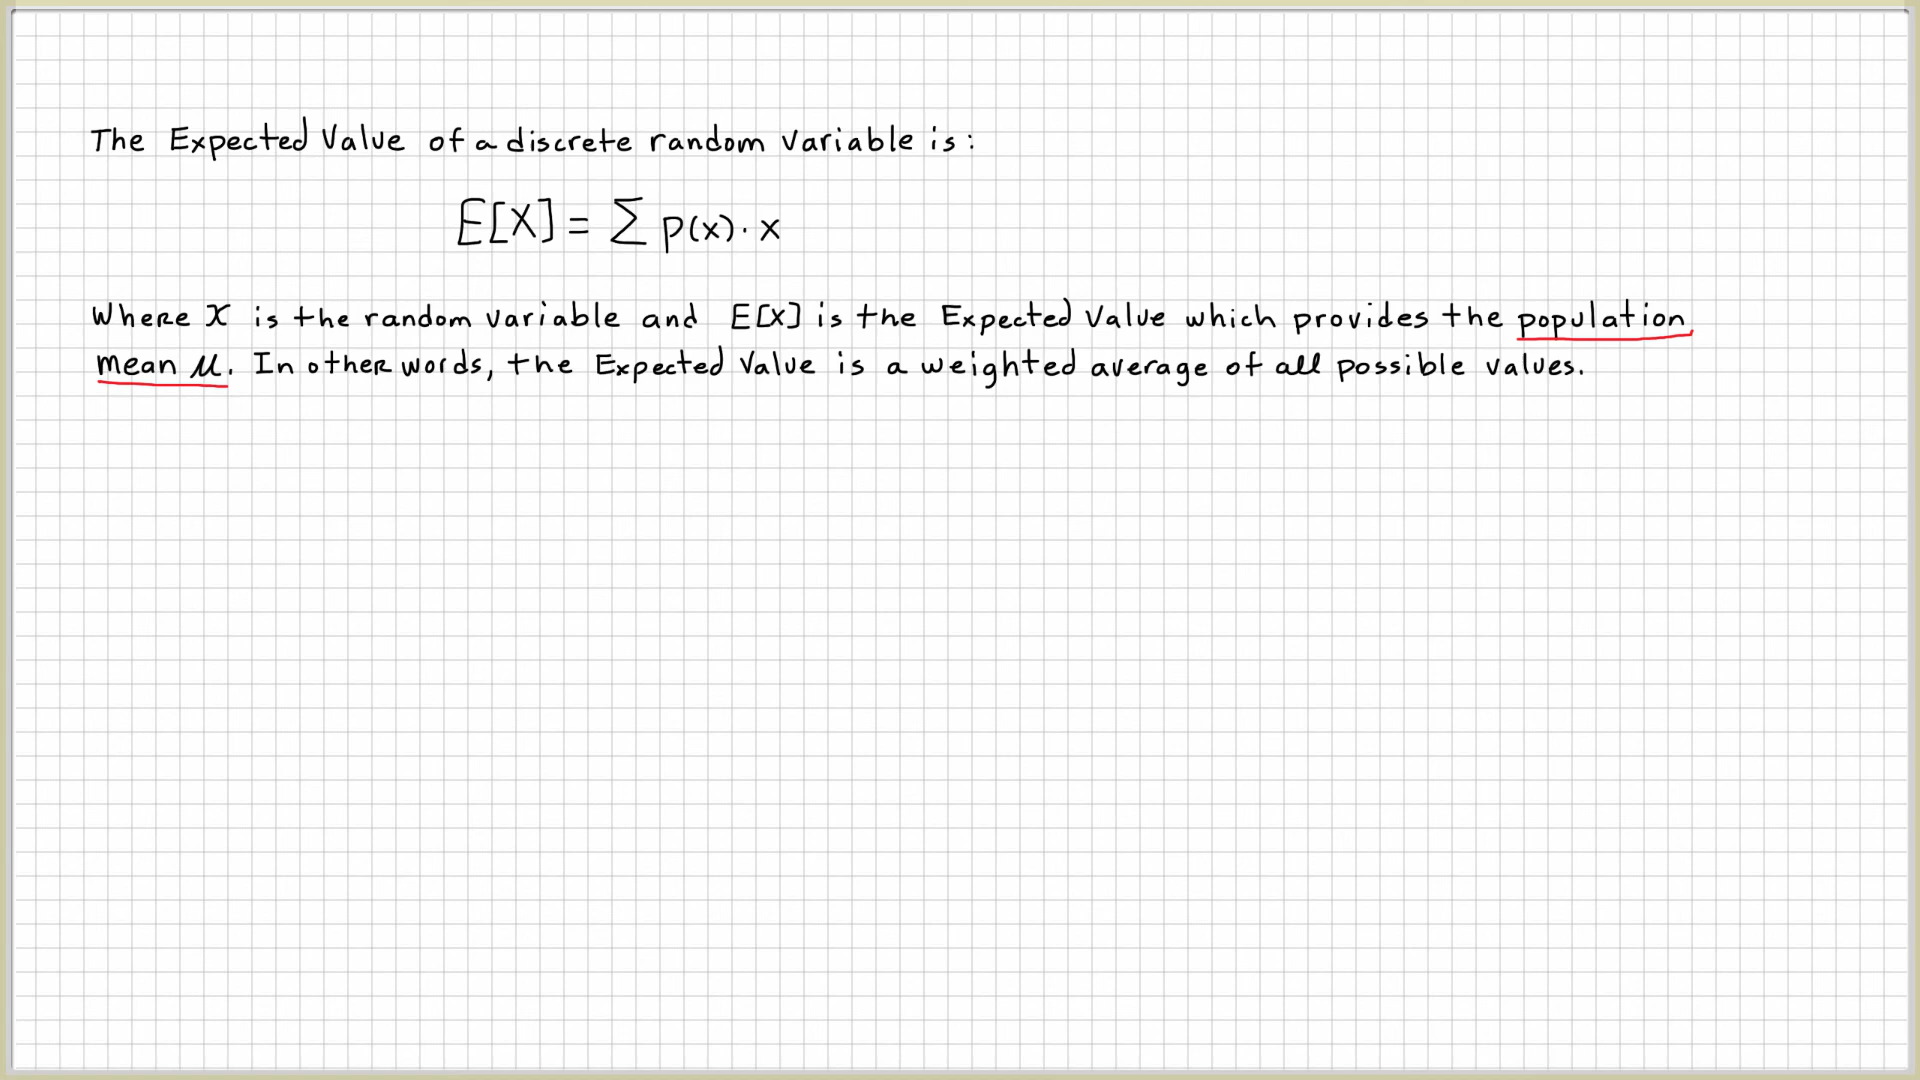 The Expected Value of a discrete random variable is:
E[X] = Σ p(x) · x
Where X is the random variable and E[X] is the Expected Value which provides the population
mean μ. In other words, the Expected Value is a weighted average of all possible values.